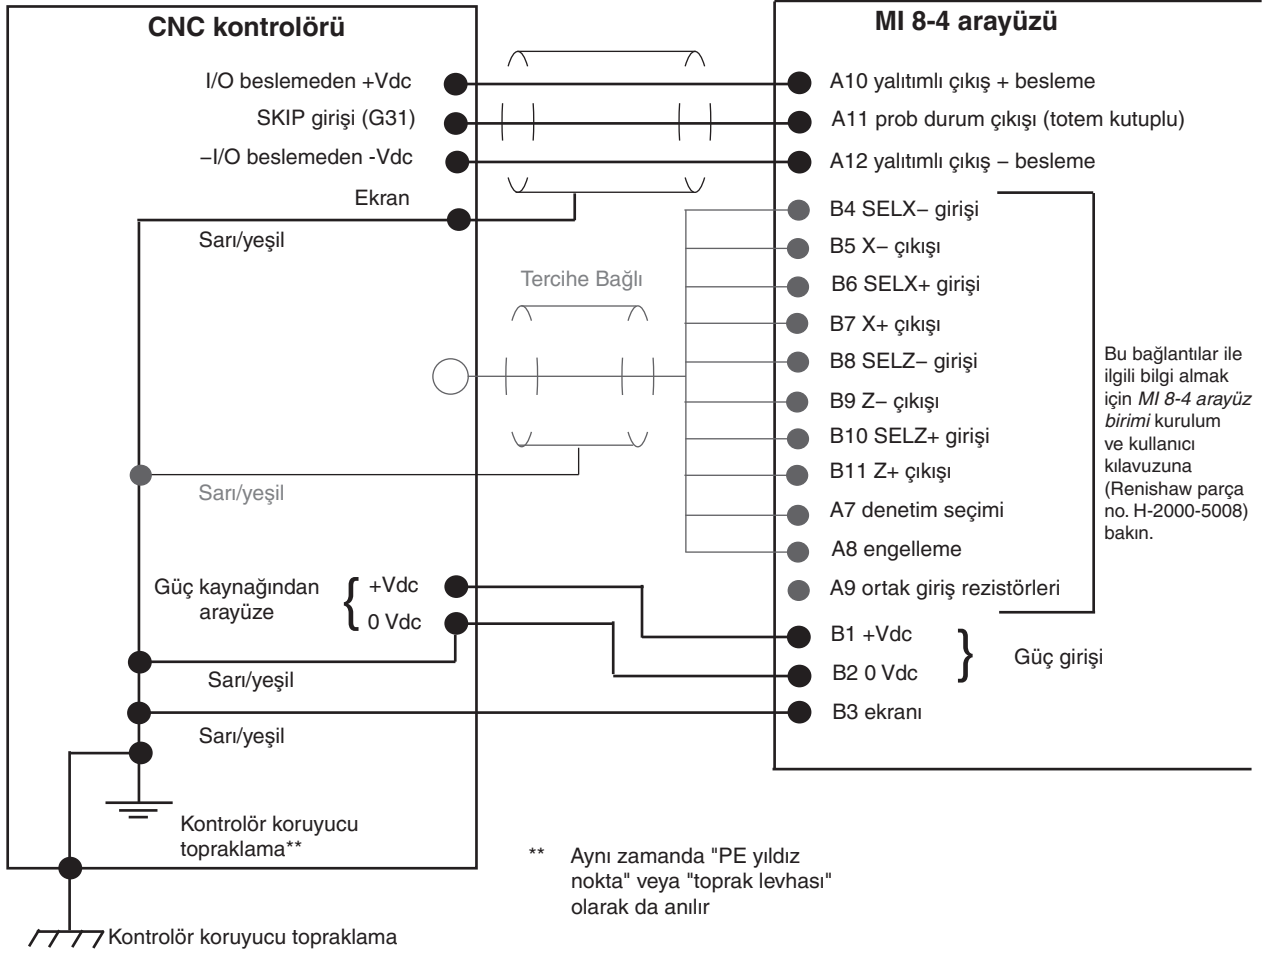 CNC kontrolörü
I/O beslemeden +Vdc
SKIP girişi (G31)
−I/O beslemeden -Vdc
Ekran
Sarı/yeşil
Tercihe Bağlı
Sarı/yeşil
Güç kaynağından
arayüze
{
+Vdc
0 Vdc
Sarı/yeşil
Sarı/yeşil
Kontrolör koruyucu
topraklama**
Kontrolör koruyucu topraklama
MI 8-4 arayüzü
A10 yalıtımlı çıkış + besleme
A11 prob durum çıkışı (totem kutuplu)
A12 yalıtımlı çıkış − besleme
B4 SELX− girişi
B5 X− çıkışı
B6 SELX+ girişi
B7 X+ çıkışı
B8 SELZ− girişi
B9 Z− çıkışı
B10 SELZ+ girişi
B11 Z+ çıkışı
A7 denetim seçimi
A8 engelleme
A9 ortak giriş rezistörleri
B1 +Vdc
B2 0 Vdc
}
Güç girişi
B3 ekranı
Bu bağlantılar ile
ilgili bilgi almak
için MI 8-4 arayüz
birimi kurulum
ve kullanıcı
kılavuzuna
(Renishaw parça
no. H-2000-5008)
bakın.
** Aynı zamanda "PE yıldız
nokta" veya "toprak levhası"
olarak da anılır